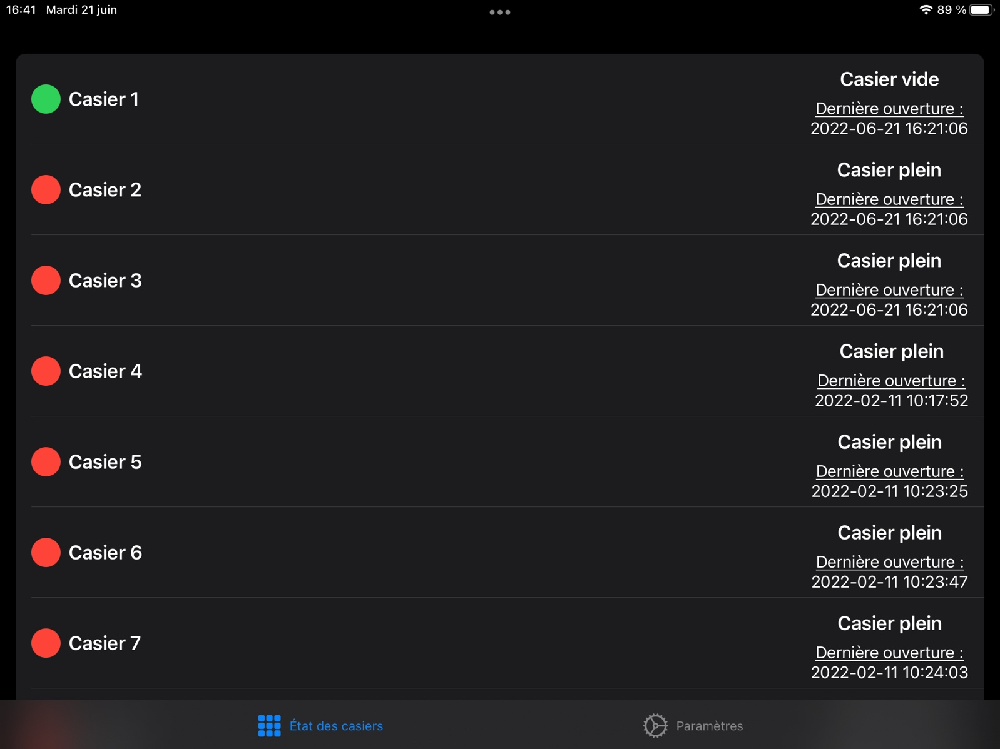 16:41 Mardi 21 juin
89 %
Casier 1
Casier vide
Dernière ouverture :
2022-06-21 16:21:06
Casier 2
Casier plein
Dernière ouverture :
2022-06-21 16:21:06
Casier 3
Casier plein
Dernière ouverture :
2022-06-21 16:21:06
Casier 4
Casier plein
Dernière ouverture :
2022-02-11 10:17:52
Casier 5
Casier plein
Dernière ouverture :
2022-02-11 10:23:25
Casier 6
Casier plein
Dernière ouverture :
2022-02-11 10:23:47
Casier 7
Casier plein
Dernière ouverture :
2022-02-11 10:24:03
État des casiers
Paramètres